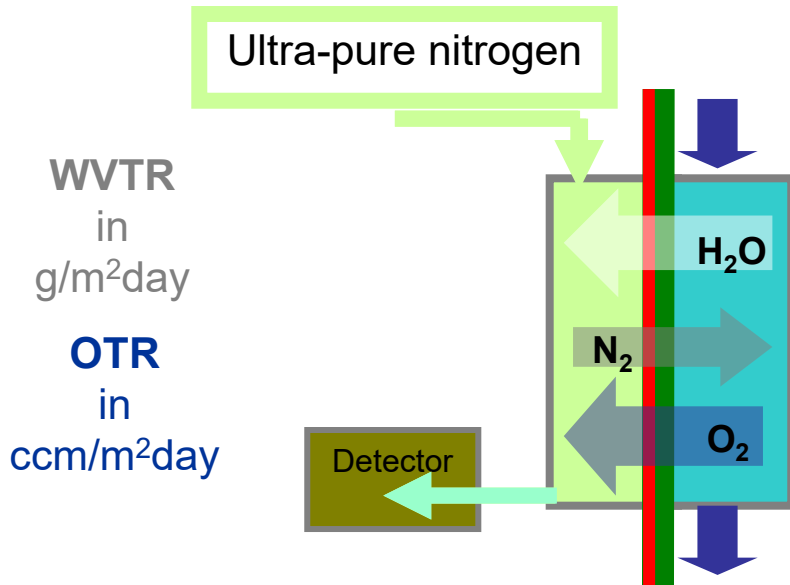 Ultra-pure nitrogen
WVTR
in
g/m²day
OTR
in
ccm/m²day
H₂O
N₂
O₂
Detector